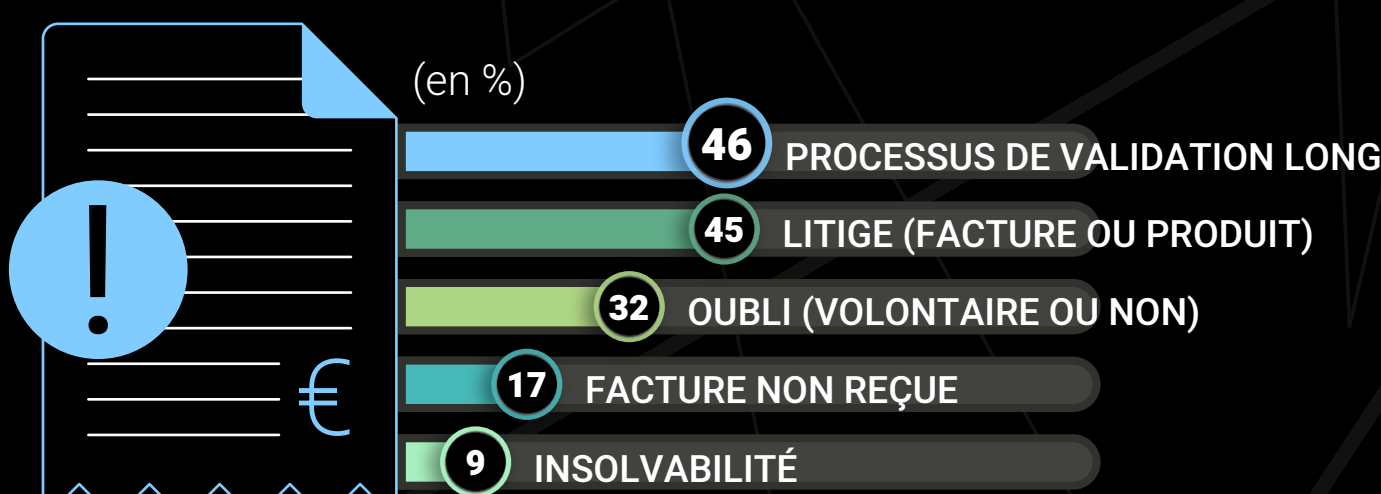 (en %)
46 PROCESSUS DE VALIDATION LONG
45 LITIGE (FACTURE OU PRODUIT)
32 OUBLI (VOLONTAIRE OU NON)
17 FACTURE NON REÇUE
9 INSOLVABILITÉ
!
€